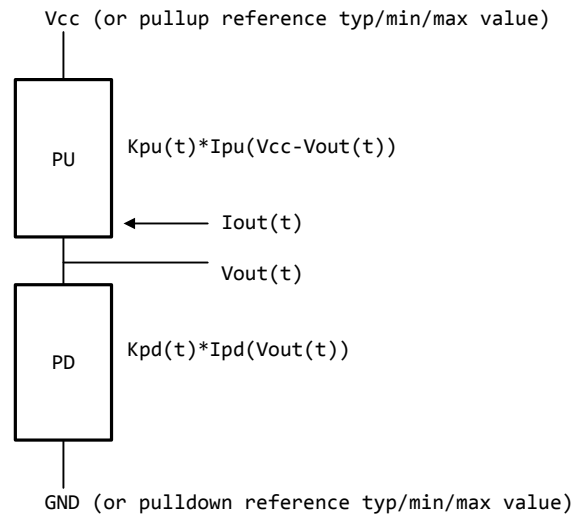 Vcc (or pullup reference typ/min/max value)
PU
Kpu(t)*Ipu(Vcc-Vout(t))
Iout(t)
Vout(t)
PD
Kpd(t)*Ipd(Vout(t))
GND (or pulldown reference typ/min/max value)